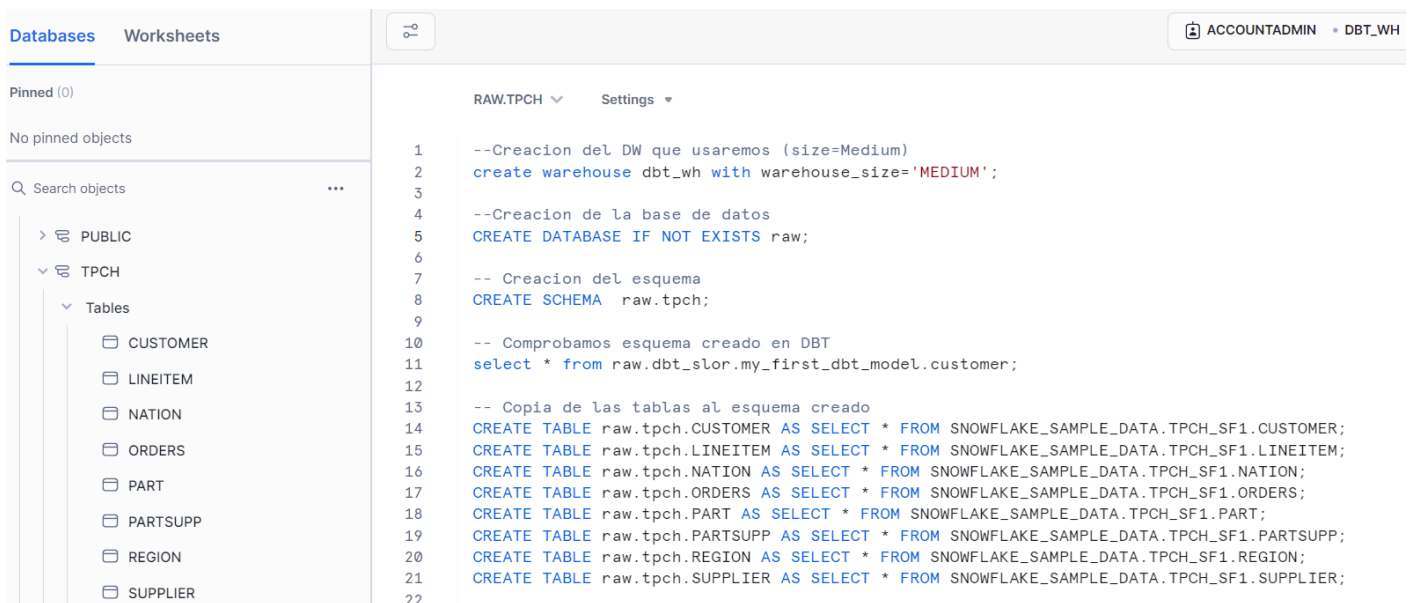 Databases Worksheets
Pinned (0)
No pinned objects
Search objects
PUBLIC
TPCH
Tables
CUSTOMER
LINEITEM
NATION
ORDERS
PART
PARTSUPP
REGION
SUPPLIER
ACCOUNTADMIN • DBT_WH
RAW.TPCH Settings
1 --Creacion del DW que usaremos (size=Medium)
2 create warehouse dbt_wh with warehouse_size='MEDIUM';
3
4 --Creacion de la base de datos
5 CREATE DATABASE IF NOT EXISTS raw;
6
7 -- Creacion del esquema
8 CREATE SCHEMA  raw.tpch;
9
10 -- Comprobamos esquema creado en DBT
11 select * from raw.dbt_slor.my_first_dbt_model.customer;
12
13 -- Copia de las tablas al esquema creado
14 CREATE TABLE raw.tpch.CUSTOMER AS SELECT * FROM SNOWFLAKE_SAMPLE_DATA.TPCH_SF1.CUSTOMER;
15 CREATE TABLE raw.tpch.LINEITEM AS SELECT * FROM SNOWFLAKE_SAMPLE_DATA.TPCH_SF1.LINEITEM;
16 CREATE TABLE raw.tpch.NATION AS SELECT * FROM SNOWFLAKE_SAMPLE_DATA.TPCH_SF1.NATION;
17 CREATE TABLE raw.tpch.ORDERS AS SELECT * FROM SNOWFLAKE_SAMPLE_DATA.TPCH_SF1.ORDERS;
18 CREATE TABLE raw.tpch.PART AS SELECT * FROM SNOWFLAKE_SAMPLE_DATA.TPCH_SF1.PART;
19 CREATE TABLE raw.tpch.PARTSUPP AS SELECT * FROM SNOWFLAKE_SAMPLE_DATA.TPCH_SF1.PARTSUPP;
20 CREATE TABLE raw.tpch.REGION AS SELECT * FROM SNOWFLAKE_SAMPLE_DATA.TPCH_SF1.REGION;
21 CREATE TABLE raw.tpch.SUPPLIER AS SELECT * FROM SNOWFLAKE_SAMPLE_DATA.TPCH_SF1.SUPPLIER;
22